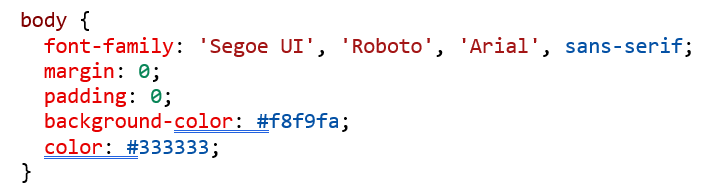 body {
  font-family: 'Segoe UI', 'Roboto', 'Arial', sans-serif;
  margin: 0;
  padding: 0;
  background-color: #f8f9fa;
  color: #333333;
}